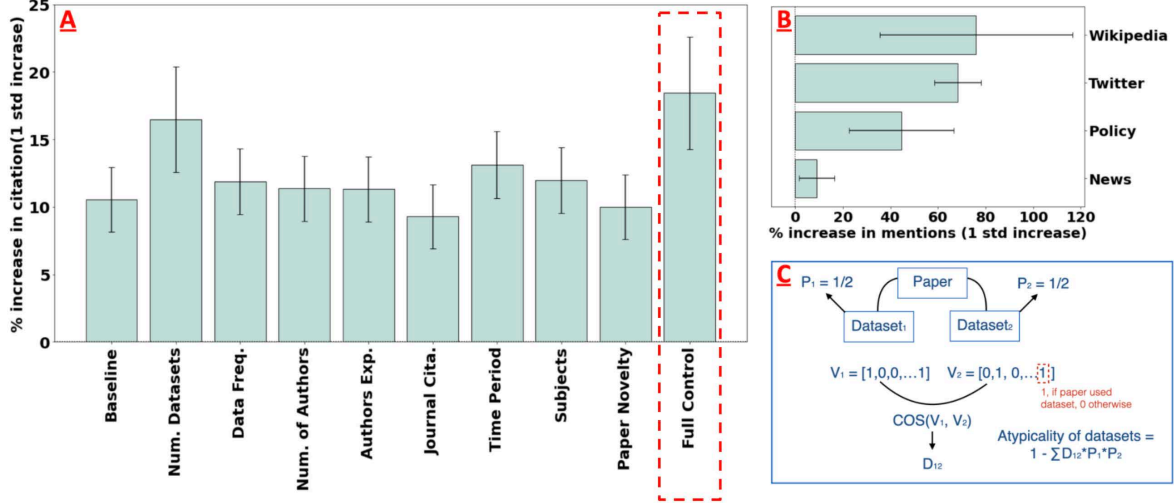 A
% increase in citation(1 std incrase)
25
20
15
10
5
0
Baseline
Num. Datasets
Data Freq.
Num. of Authors
Authors Exp.
Journal Cita.
Time Period
Subjects
Paper Novelty
Full Control
B
Wikipedia
Twitter
Policy
News
0 20 40 60 80 100 120
% increase in mentions (1 std increase)
C
P₁ = 1/2
Paper
P₂ = 1/2
Dataset₁
Dataset₂
V₁ = [1,0,0,...1]
V₂ = [0,1, 0,...1]
1, if paper used
dataset, 0 otherwise
COS(V₁, V₂)
D₁₂
Atypicality of datasets =
1 - ∑D₁₂*P₁*P₂